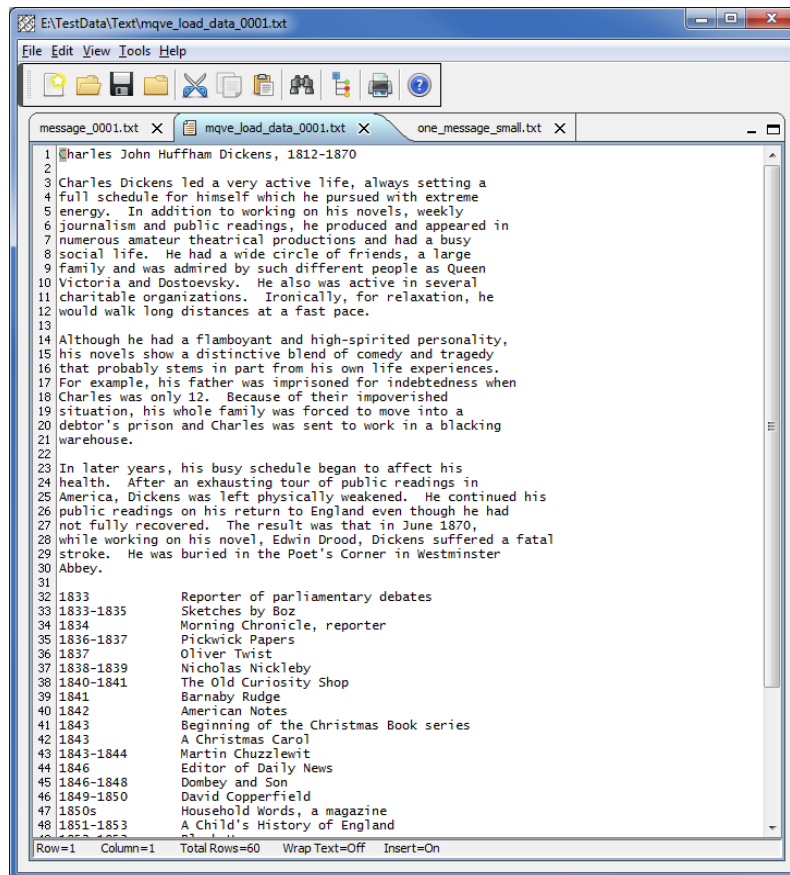 E:\TestData\Text\mqve_load_data_0001.txt
File Edit View Tools Help
message_0001.txt X mqve_load_data_0001.txt X one_message_small.txt X
1 Charles John Huffham Dickens, 1812-1870
2
3 Charles Dickens led a very active life, always setting a
4 full schedule for himself which he pursued with extreme
5 energy.  In addition to working on his novels, weekly
6 journalism and public readings, he produced and appeared in
7 numerous amateur theatrical productions and had a busy
8 social life.  He had a wide circle of friends, a large
9 family and was admired by such different people as Queen
10 Victoria and Dostoevsky.  He also was active in several
11 charitable organizations.  Ironically, for relaxation, he
12 would walk long distances at a fast pace.
13
14 Although he had a flamboyant and high-spirited personality,
15 his novels show a distinctive blend of comedy and tragedy
16 that probably stems in part from his own life experiences.
17 For example, his father was imprisoned for indebtedness when
18 Charles was only 12.  Because of their impoverished
19 situation, his whole family was forced to move into a
20 debtor's prison and Charles was sent to work in a blacking
21 warehouse.
22
23 In later years, his busy schedule began to affect his
24 health.  After an exhausting tour of public readings in
25 America, Dickens was left physically weakened.  He continued his
26 public readings on his return to England even though he had
27 not fully recovered.  The result was that in June 1870,
28 while working on his novel, Edwin Drood, Dickens suffered a fatal
29 stroke.  He was buried in the Poet's Corner in Westminster
30 Abbey.
31
32 1833 Reporter of parliamentary debates
33 1833-1835 Sketches by Boz
34 1834 Morning Chronicle, reporter
35 1836-1837 Pickwick Papers
36 1837 Oliver Twist
37 1838-1839 Nicholas Nickleby
38 1840-1841 The Old Curiosity Shop
39 1841 Barnaby Rudge
40 1842 American Notes
41 1843 Beginning of the Christmas Book series
42 1843 A Christmas Carol
43 1843-1844 Martin Chuzzlewit
44 1846 Editor of Daily News
45 1846-1848 Dombey and Son
46 1849-1850 David Copperfield
47 1850s Household Words, a magazine
48 1851-1853 A Child's History of England
Row=1 Column=1 Total Rows=60 Wrap Text=Off Insert=On